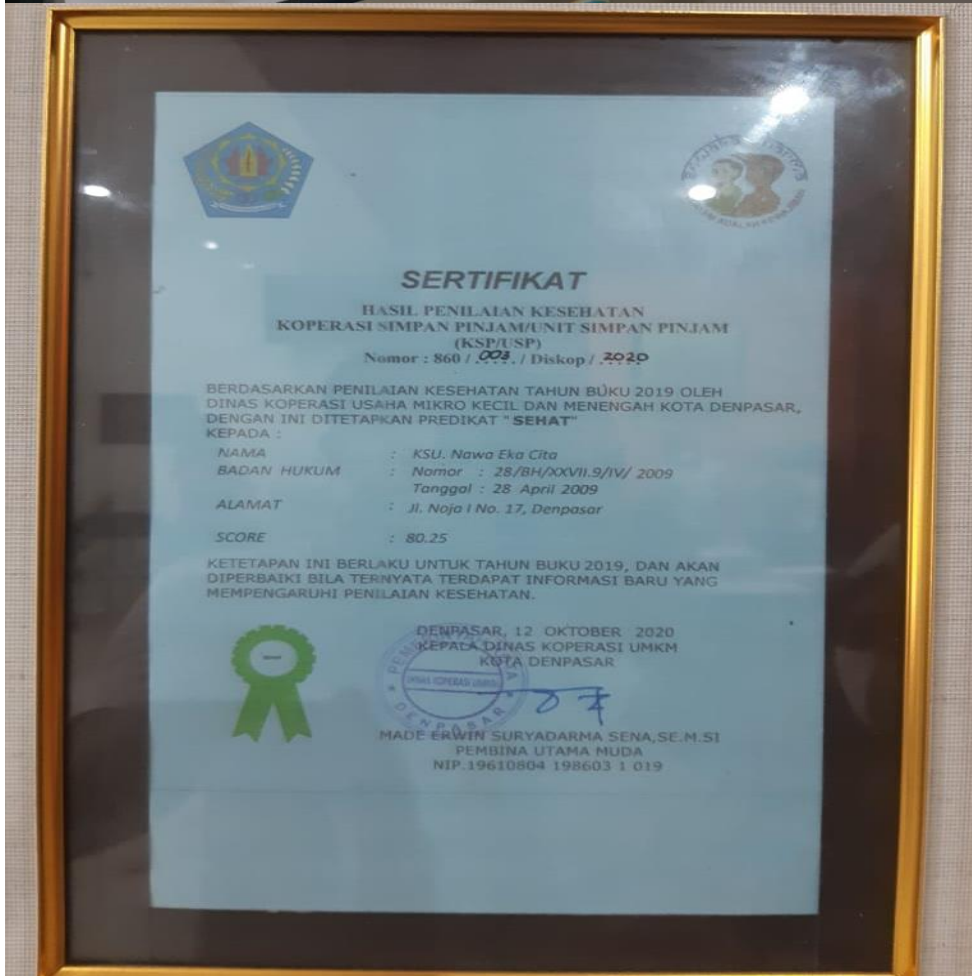 SERTIFIKAT
HASIL PENILAIAN KESEHATAN
KOPERASI SIMPAN PINJAM/UNIT SIMPAN PINJAM
(KSP/USP)
Nomor : 860 / 003. / Diskop / 2020
BERDASARKAN PENILAIAN KESEHATAN TAHUN BUKU 2019 OLEH
DINAS KOPERASI USAHA MIKRO KECIL DAN MENENGAH KOTA DENPASAR,
DENGAN INI DITETAPKAN PREDIKAT "SEHAT"
KEPADA :
NAMA : KSU. Nawa Eka Cita
BADAN HUKUM : Nomor : 28/BH/XXVII.9/IV/ 2009
Tanggal : 28 April 2009
ALAMAT : Jl. Noja I No. 17, Denpasar
SCORE : 80.25
KETETAPAN INI BERLAKU UNTUK TAHUN BUKU 2019, DAN AKAN
DIPERBAIKI BILA TERNYATA TERDAPAT INFORMASI BARU YANG
MEMPENGARUHI PENILAIAN KESEHATAN.
DENPASAR, 12 OKTOBER 2020
KEPALA DINAS KOPERASI UMKM
KOTA DENPASAR
DINAS KOPERASI UMKM
DENPASAR
MADE ERWIN SURYADARMA SENA,SE.M.SI
PEMBINA UTAMA MUDA
NIP.19610804 198603 1 019